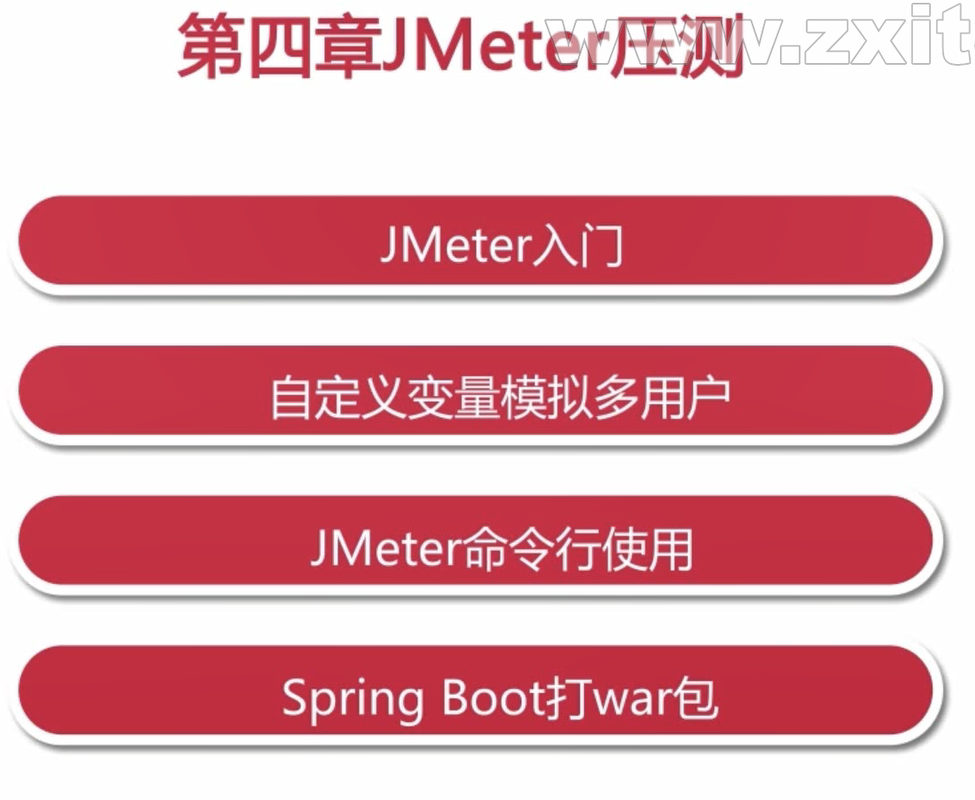 第四章JMeter压测
www.zxit
JMeter入门
自定义变量模拟多用户
JMeter命令行使用
Spring Boot打war包